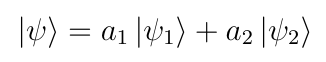 |ψ⟩ = a₁ |ψ₁⟩ + a₂ |ψ₂⟩